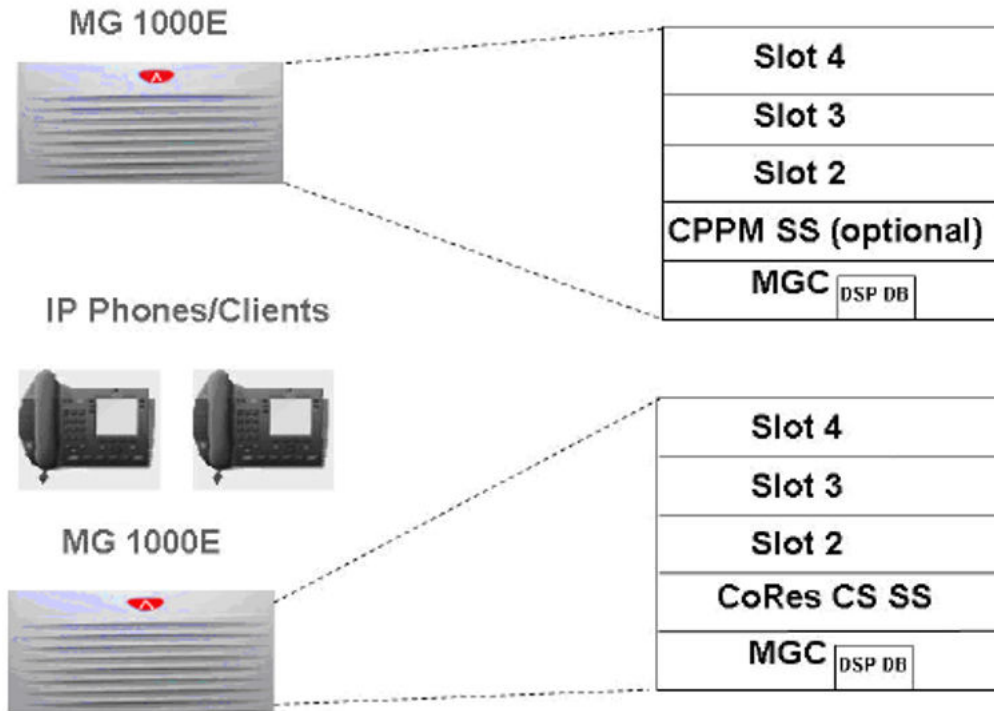 MG 1000E
Slot 4
Slot 3
Slot 2
CPPM SS (optional)
MGC DSP DB
IP Phones/Clients
MG 1000E
Slot 4
Slot 3
Slot 2
CoRes CS SS
MGC DSP DB